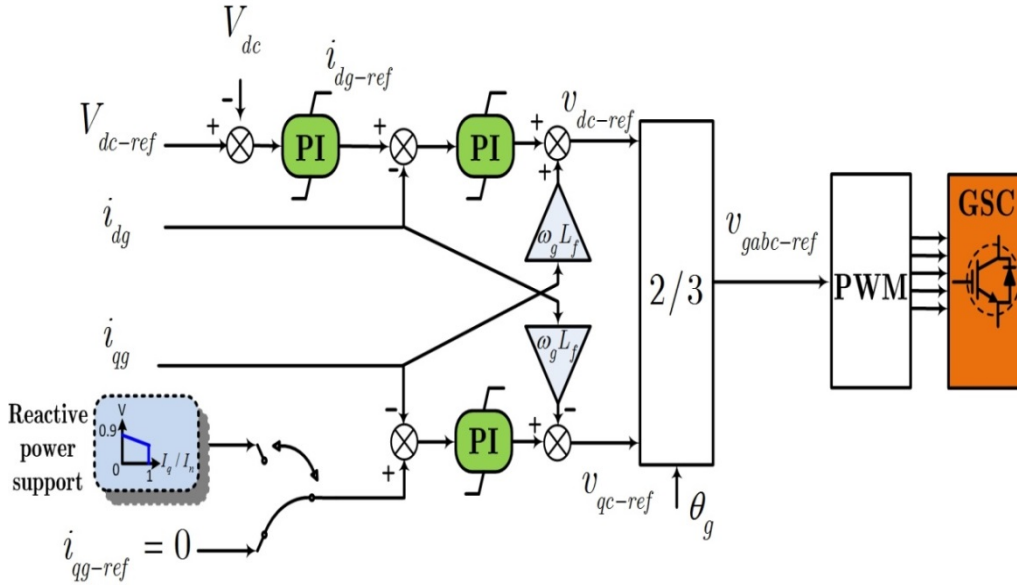 V_dc
i_dg-ref
V_dc-ref
+
-
PI
+
-
PI
+
+
v_dc-ref
i_dg
ω_g L_f
2/3
v_gabc-ref
PWM
GSC
i_qg
ω_g L_f
Reactive
power
support
V
0.9
0
1
I_q / I_n
-
+
PI
+
-
v_qc-ref
i_qg-ref = 0
θ_g